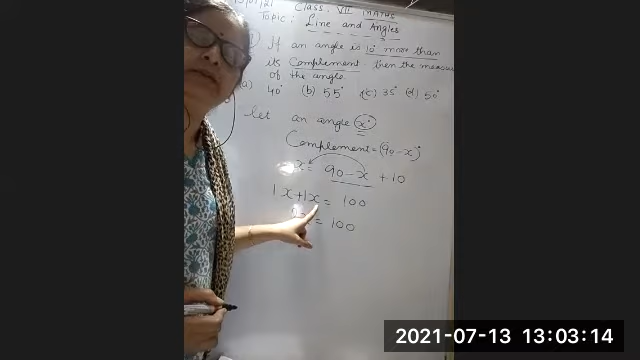 Class, VII MATHS
Topic: Line and Angles
If an angle is 10° more than
its Complement. then the measure
of the angle.
(a) 40° (b) 55° (c) 35° (d) 50°
let an angle x°
Complement = (90-x)°
x = 90-x + 10
1x+1x = 100
= 100
2021-07-13 13:03:14